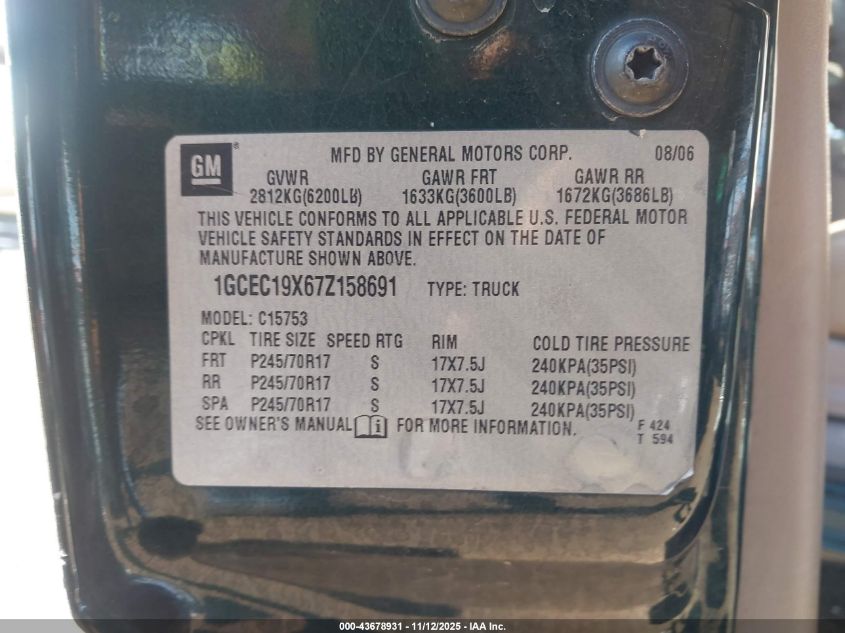 GM ®
MFD BY GENERAL MOTORS CORP. 08/06
GVWR GAWR FRT GAWR RR
2812KG(6200LB) 1633KG(3600LB) 1672KG(3686LB)
THIS VEHICLE CONFORMS TO ALL APPLICABLE U.S. FEDERAL MOTOR
VEHICLE SAFETY STANDARDS IN EFFECT ON THE DATE OF
MANUFACTURE SHOWN ABOVE.
1GCEC19X67Z158691 TYPE: TRUCK
MODEL: C15753
CPKL TIRE SIZE SPEED RTG RIM COLD TIRE PRESSURE
FRT P245/70R17 S 17X7.5J 240KPA(35PSI)
RR P245/70R17 S 17X7.5J 240KPA(35PSI)
SPA P245/70R17 S 17X7.5J 240KPA(35PSI)
SEE OWNER'S MANUAL i FOR MORE INFORMATION. F 424
T 594
000-43678931 - 11/12/2025 - IAA Inc.